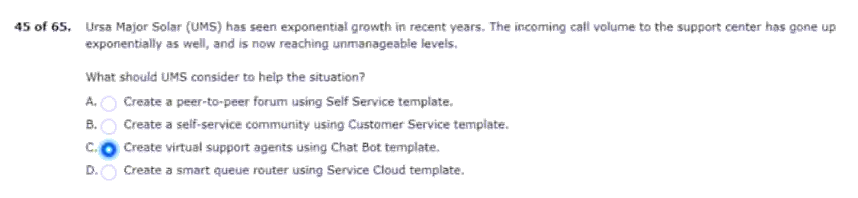 45 of 65. Ursa Major Solar (UMS) has seen exponential growth in recent years. The incoming call volume to the support center has gone up
exponentially as well, and is now reaching unmanageable levels.
What should UMS consider to help the situation?
A. Create a peer-to-peer forum using Self Service template.
B. Create a self-service community using Customer Service template.
C. Create virtual support agents using Chat Bot template.
D. Create a smart queue router using Service Cloud template.